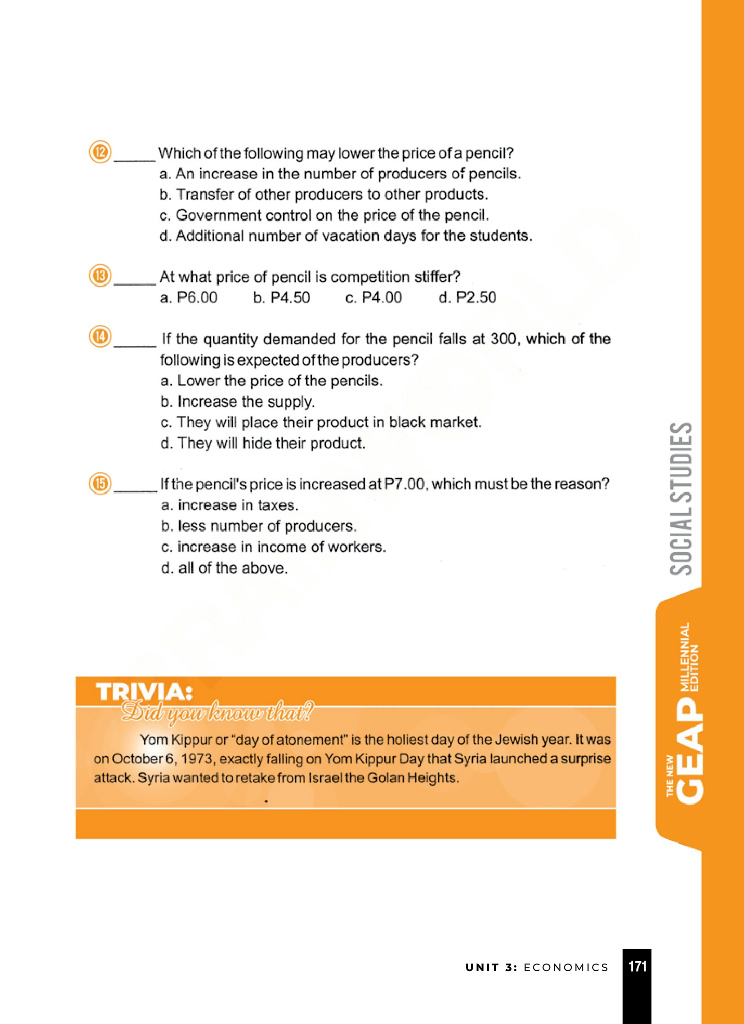 12 _____ Which of the following may lower the price of a pencil?
a. An increase in the number of producers of pencils.
b. Transfer of other producers to other products.
c. Government control on the price of the pencil.
d. Additional number of vacation days for the students.
13 _____ At what price of pencil is competition stiffer?
a. P6.00 b. P4.50 c. P4.00 d. P2.50
14 _____ If the quantity demanded for the pencil falls at 300, which of the
following is expected of the producers?
a. Lower the price of the pencils.
b. Increase the supply.
c. They will place their product in black market.
d. They will hide their product.
15 _____ If the pencil's price is increased at P7.00, which must be the reason?
a. increase in taxes.
b. less number of producers.
c. increase in income of workers.
d. all of the above.
SOCIAL STUDIES
THE NEW
GEAP
MILLENNIAL
EDITION
TRIVIA:
Did you know that?
Yom Kippur or "day of atonement" is the holiest day of the Jewish year. It was
on October 6, 1973, exactly falling on Yom Kippur Day that Syria launched a surprise
attack. Syria wanted to retake from Israel the Golan Heights.
UNIT 3: ECONOMICS 171